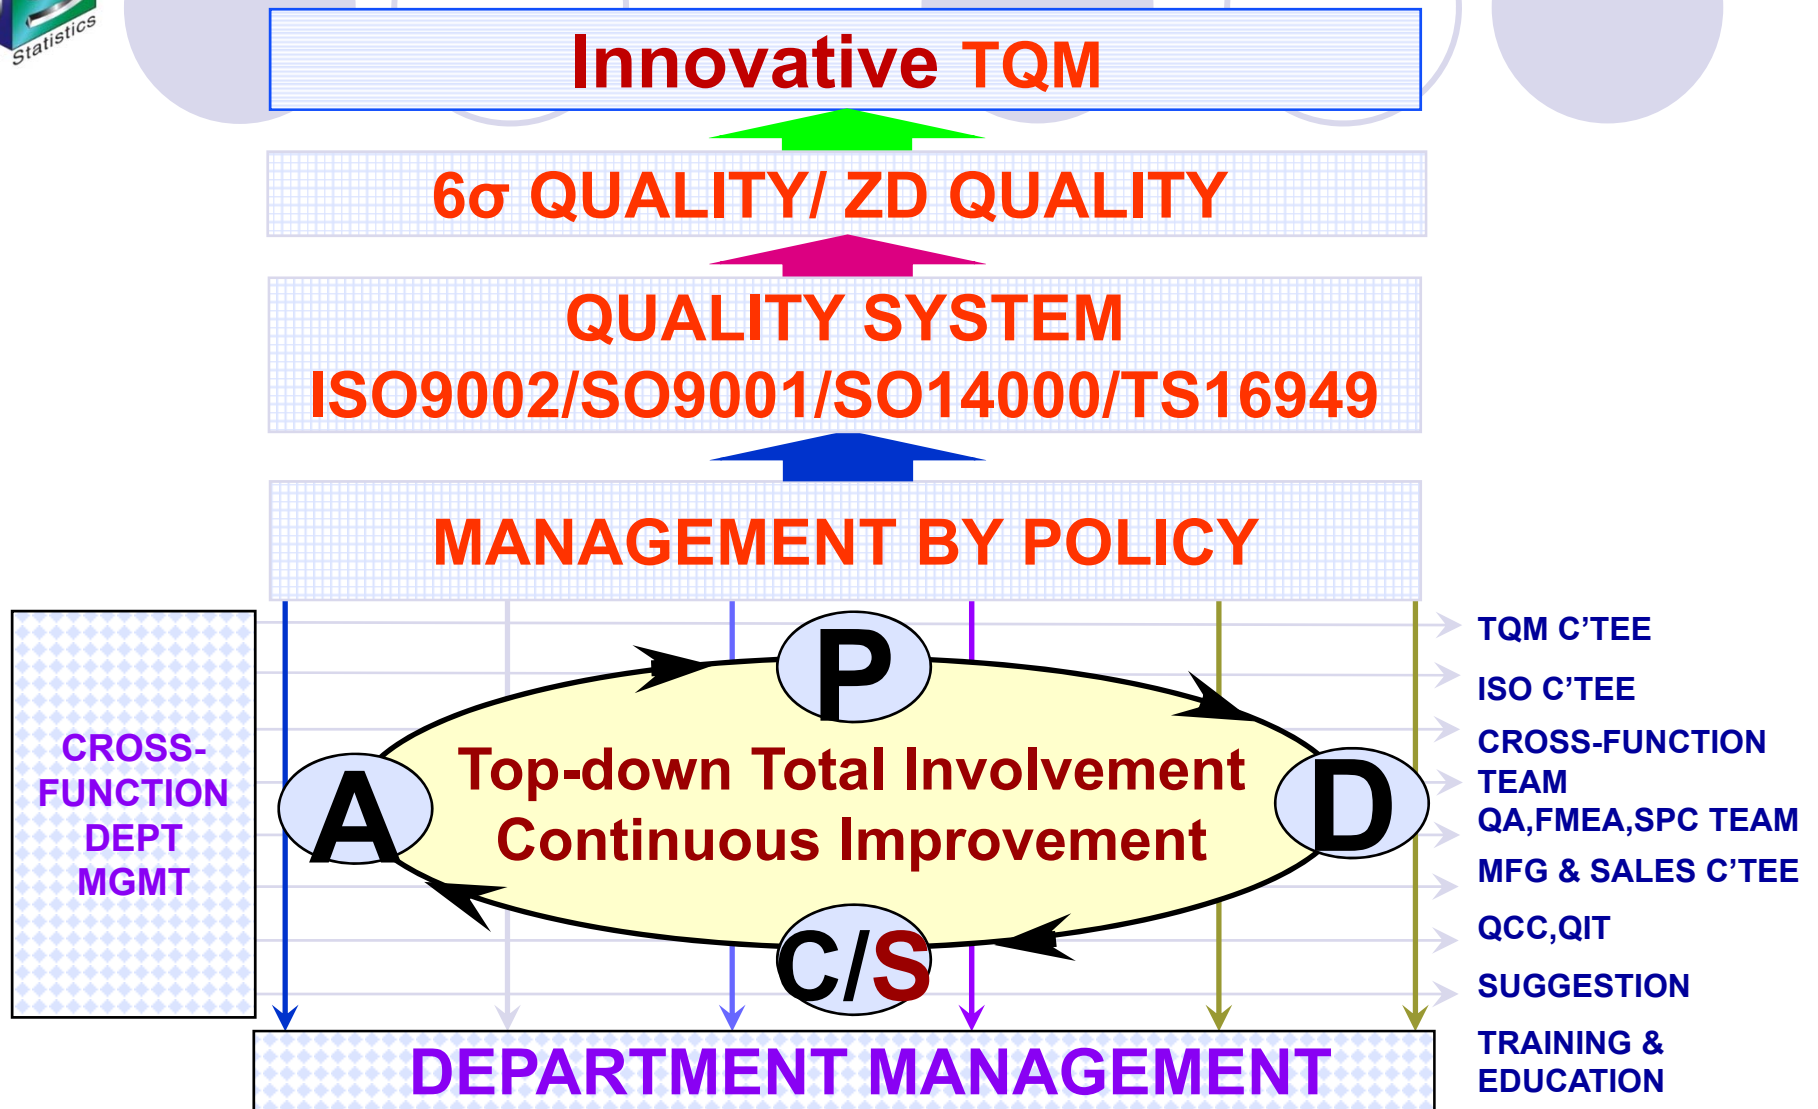 Statistics
Innovative TQM
6σ QUALITY/ ZD QUALITY
QUALITY SYSTEM
ISO9002/SO9001/SO14000/TS16949
MANAGEMENT BY POLICY
CROSS-
FUNCTION
DEPT
MGMT
P
A
D
C/S
Top-down Total Involvement
Continuous Improvement
TQM C’TEE
ISO C’TEE
CROSS-FUNCTION
TEAM
QA,FMEA,SPC TEAM
MFG & SALES C’TEE
QCC,QIT
SUGGESTION
TRAINING &
EDUCATION
DEPARTMENT MANAGEMENT